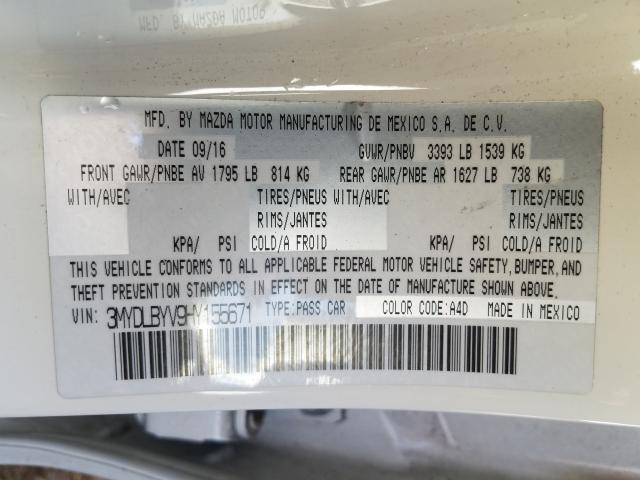 MFD. BY MAZDA MOTOR MANUFACTURING DE MEXICO S.A. DE C.V.
DATE 09/16 GVWR/PNBV 3393 LB 1539 KG
FRONT GAWR/PNBE AV 1795 LB 814 KG REAR GAWR/PNBE AR 1627 LB 738 KG
WITH/AVEC TIRES/PNEUS WITH/AVEC TIRES/PNEUS
RIMS/JANTES RIMS/JANTES
KPA/ PSI COLD/A FROID KPA/ PSI COLD/A FROID
THIS VEHICLE CONFORMS TO ALL APPLICABLE FEDERAL MOTOR VEHICLE SAFETY, BUMPER, AND
THEFT PREVENTION STANDARDS IN EFFECT ON THE DATE OF MANUFACTURE SHOWN ABOVE.
VIN: 3MYDLBYV9HY155671 TYPE:PASS CAR COLOR CODE:A4D MADE IN MEXICO